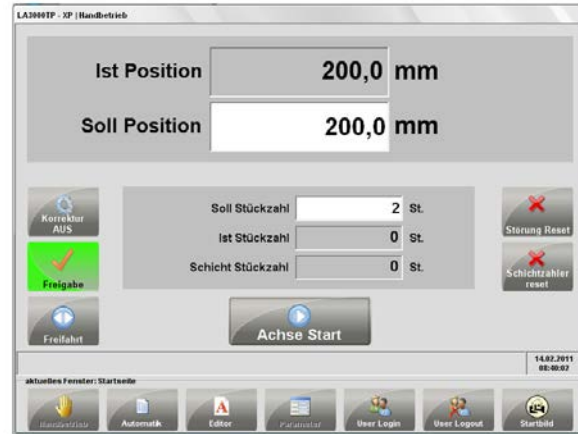 LA3000TP - XP | Handbetrieb
Ist Position 200,0 mm
Soll Position 200,0 mm
Korrektur AUS
Soll Stückzahl 2 St.
Störung Reset
Freigabe
Ist Stückzahl 0 St.
Schicht Stückzahl 0 St.
Schichtzahler reset
Freifahrt
Achse Start
14.02.2011
08:40:02
aktuelles Fenster: Startseite
Handbetrieb Automatik Editor Parameter User Login User Logout Startbild